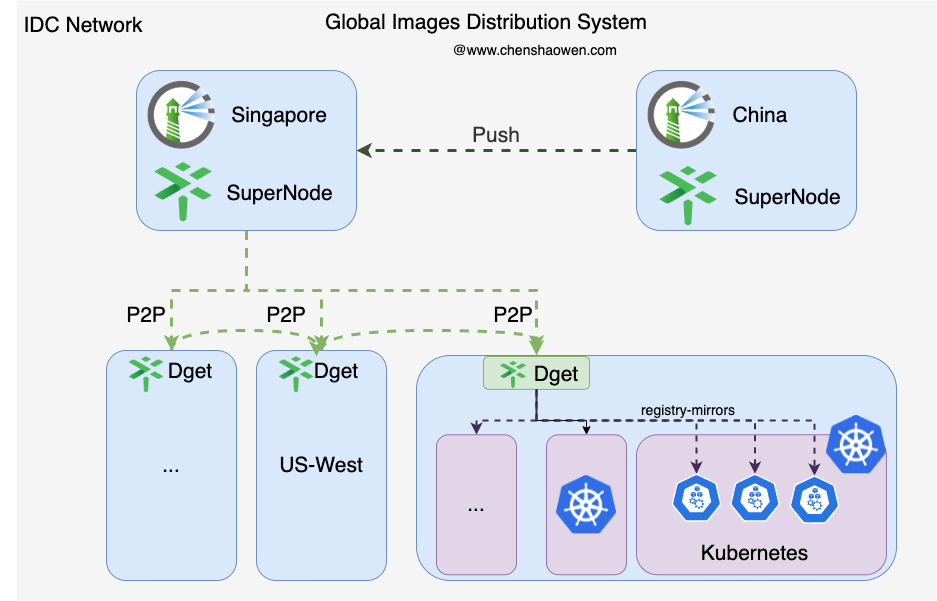 IDC Network
Global Images Distribution System
@www.chenshaowen.com
Singapore
SuperNode
Push
China
SuperNode
P2P
P2P
P2P
Dget
Dget
Dget
registry-mirrors
...
US-West
...
Kubernetes